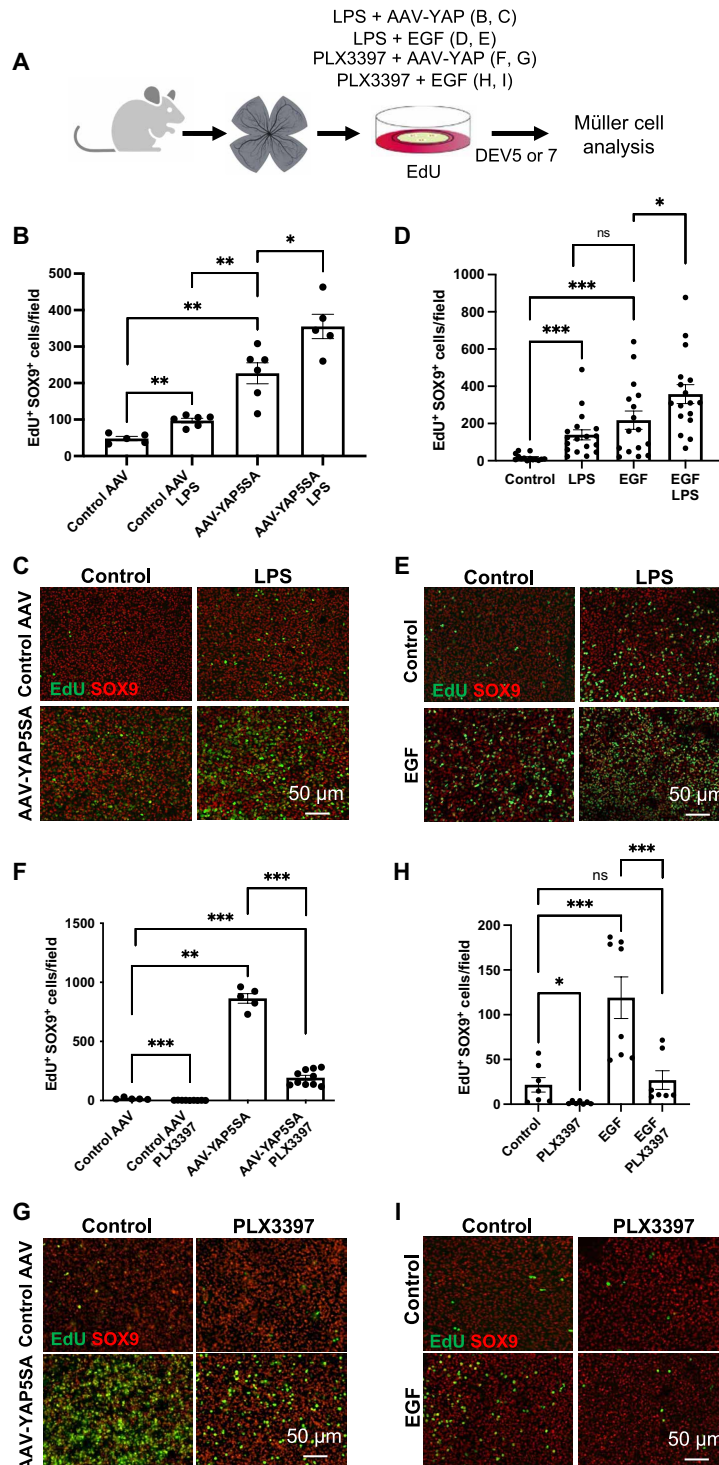 LPS + AAV-YAP (B, C)
LPS + EGF (D, E)
PLX3397 + AAV-YAP (F, G)
PLX3397 + EGF (H, I)
A
EdU
DEV5 or 7
Müller cell
analysis
B
EdU⁺ SOX9⁺ cells/field
500
400
300
200
100
0
**
**
**
*
Control AAV
Control AAV
LPS
AAV-YAP5SA
AAV-YAP5SA
LPS
D
EdU⁺ SOX9⁺ cells/field
1000
800
600
400
200
0
***
***
ns
*
Control
LPS
EGF
EGF
LPS
C
Control
LPS
Control AAV
AAV-YAP5SA
EdU SOX9
50 µm
E
Control
LPS
Control
EGF
EdU SOX9
50 µm
F
EdU⁺ SOX9⁺ cells/field
1500
1000
500
0
***
**
***
***
Control AAV
Control AAV
PLX3397
AAV-YAP5SA
AAV-YAP5SA
PLX3397
H
EdU⁺ SOX9⁺ cells/field
200
150
100
50
0
*
***
ns
***
Control
PLX3397
EGF
EGF
PLX3397
G
Control
PLX3397
Control AAV
AAV-YAP5SA
EdU SOX9
50 µm
I
Control
PLX3397
Control
EGF
EdU SOX9
50 µm